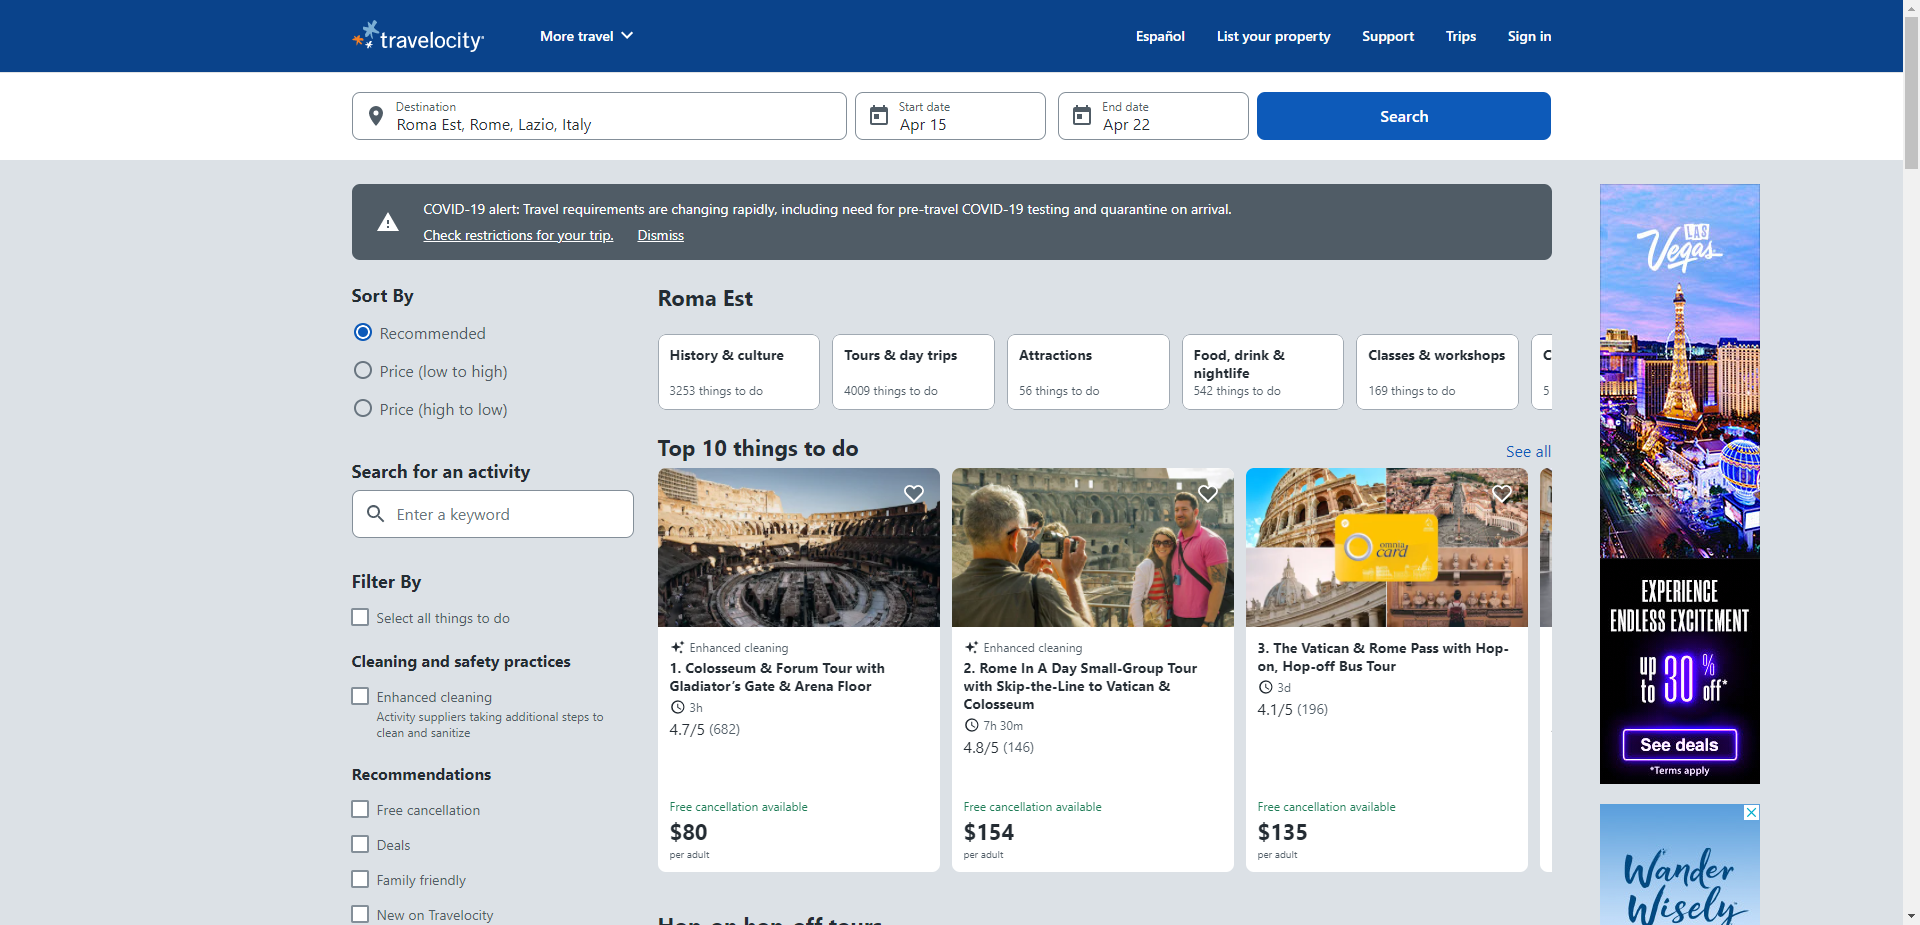 travelocity
More travel
Español
List your property
Support
Trips
Sign in
Destination
Roma Est, Rome, Lazio, Italy
Start date
Apr 15
End date
Apr 22
Search
COVID-19 alert: Travel requirements are changing rapidly, including need for pre-travel COVID-19 testing and quarantine on arrival.
Check restrictions for your trip. Dismiss
Sort By
Recommended
Price (low to high)
Price (high to low)
Search for an activity
Enter a keyword
Filter By
Select all things to do
Cleaning and safety practices
Enhanced cleaning
Activity suppliers taking additional steps to
clean and sanitize
Recommendations
Free cancellation
Deals
Family friendly
New on Travelocity
Roma Est
History & culture
3253 things to do
Tours & day trips
4009 things to do
Attractions
56 things to do
Food, drink &
nightlife
542 things to do
Classes & workshops
169 things to do
C
5
Top 10 things to do
See all
Enhanced cleaning
1. Colosseum & Forum Tour with
Gladiator's Gate & Arena Floor
3h
4.7/5 (682)
Free cancellation available
$80
per adult
Enhanced cleaning
2. Rome In A Day Small-Group Tour
with Skip-the-Line to Vatican &
Colosseum
7h 30m
4.8/5 (146)
Free cancellation available
$154
per adult
omnia
card
3. The Vatican & Rome Pass with Hop-
on, Hop-off Bus Tour
3d
4.1/5 (196)
Free cancellation available
$135
per adult
Hop-on hop-off tours
LAS
Vegas
EXPERIENCE
ENDLESS EXCITEMENT
up to 30% off*
See deals
*Terms apply
Wander
Wisely